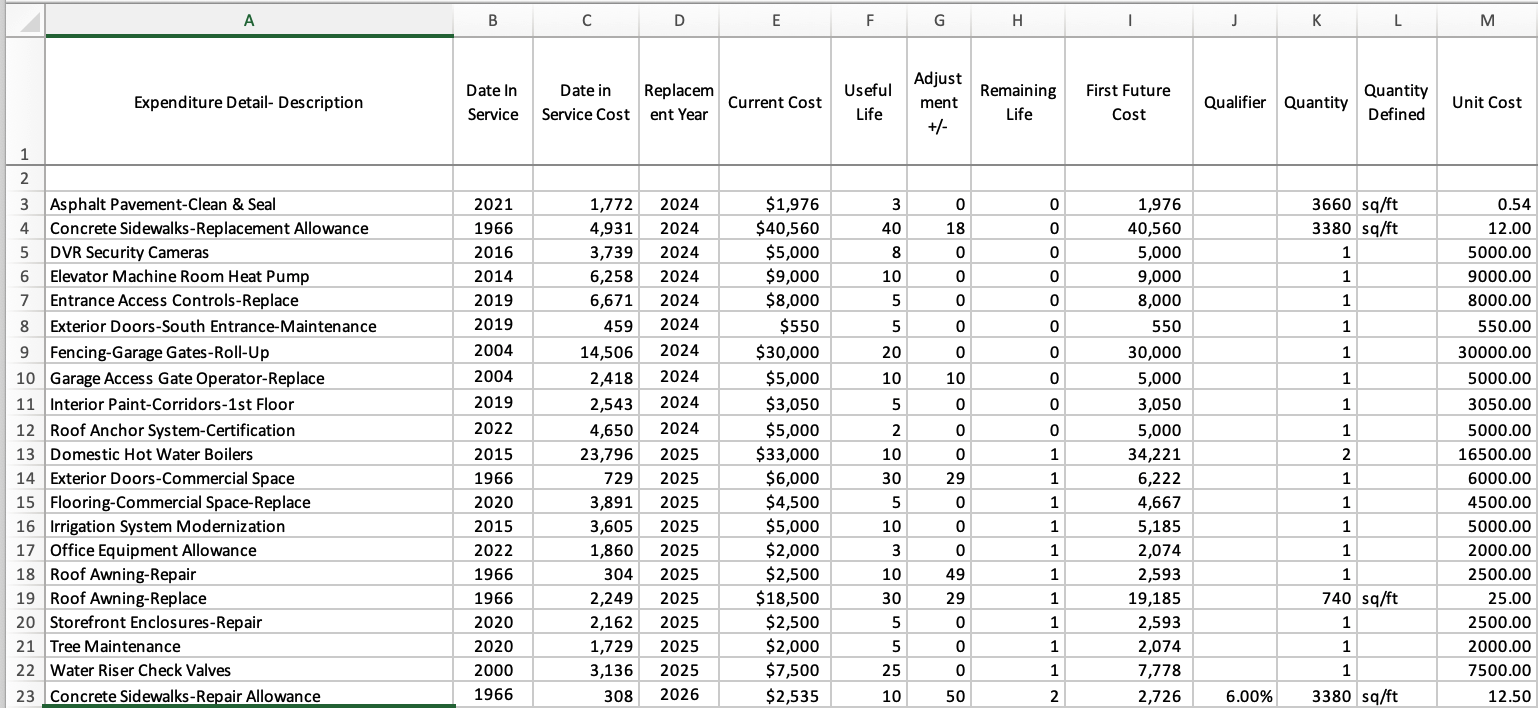 A B C D E F G H I J K L M
1 Expenditure Detail- Description Date In Service Date in Service Cost Replacem ent Year Current Cost Useful Life Adjust ment +/- Remaining Life First Future Cost Qualifier Quantity Quantity Defined Unit Cost
2
3 Asphalt Pavement-Clean & Seal 2021 1,772 2024 $1,976 3 0 0 1,976 3660 sq/ft 0.54
4 Concrete Sidewalks-Replacement Allowance 1966 4,931 2024 $40,560 40 18 0 40,560 3380 sq/ft 12.00
5 DVR Security Cameras 2016 3,739 2024 $5,000 8 0 0 5,000 1 5000.00
6 Elevator Machine Room Heat Pump 2014 6,258 2024 $9,000 10 0 0 9,000 1 9000.00
7 Entrance Access Controls-Replace 2019 6,671 2024 $8,000 5 0 0 8,000 1 8000.00
8 Exterior Doors-South Entrance-Maintenance 2019 459 2024 $550 5 0 0 550 1 550.00
9 Fencing-Garage Gates-Roll-Up 2004 14,506 2024 $30,000 20 0 0 30,000 1 30000.00
10 Garage Access Gate Operator-Replace 2004 2,418 2024 $5,000 10 10 0 5,000 1 5000.00
11 Interior Paint-Corridors-1st Floor 2019 2,543 2024 $3,050 5 0 0 3,050 1 3050.00
12 Roof Anchor System-Certification 2022 4,650 2024 $5,000 2 0 0 5,000 1 5000.00
13 Domestic Hot Water Boilers 2015 23,796 2025 $33,000 10 0 1 34,221 2 16500.00
14 Exterior Doors-Commercial Space 1966 729 2025 $6,000 30 29 1 6,222 1 6000.00
15 Flooring-Commercial Space-Replace 2020 3,891 2025 $4,500 5 0 1 4,667 1 4500.00
16 Irrigation System Modernization 2015 3,605 2025 $5,000 10 0 1 5,185 1 5000.00
17 Office Equipment Allowance 2022 1,860 2025 $2,000 3 0 1 2,074 1 2000.00
18 Roof Awning-Repair 1966 304 2025 $2,500 10 49 1 2,593 1 2500.00
19 Roof Awning-Replace 1966 2,249 2025 $18,500 30 29 1 19,185 740 sq/ft 25.00
20 Storefront Enclosures-Repair 2020 2,162 2025 $2,500 5 0 1 2,593 1 2500.00
21 Tree Maintenance 2020 1,729 2025 $2,000 5 0 1 2,074 1 2000.00
22 Water Riser Check Valves 2000 3,136 2025 $7,500 25 0 1 7,778 1 7500.00
23 Concrete Sidewalks-Repair Allowance 1966 308 2026 $2,535 10 50 2 2,726 6.00% 3380 sq/ft 12.50